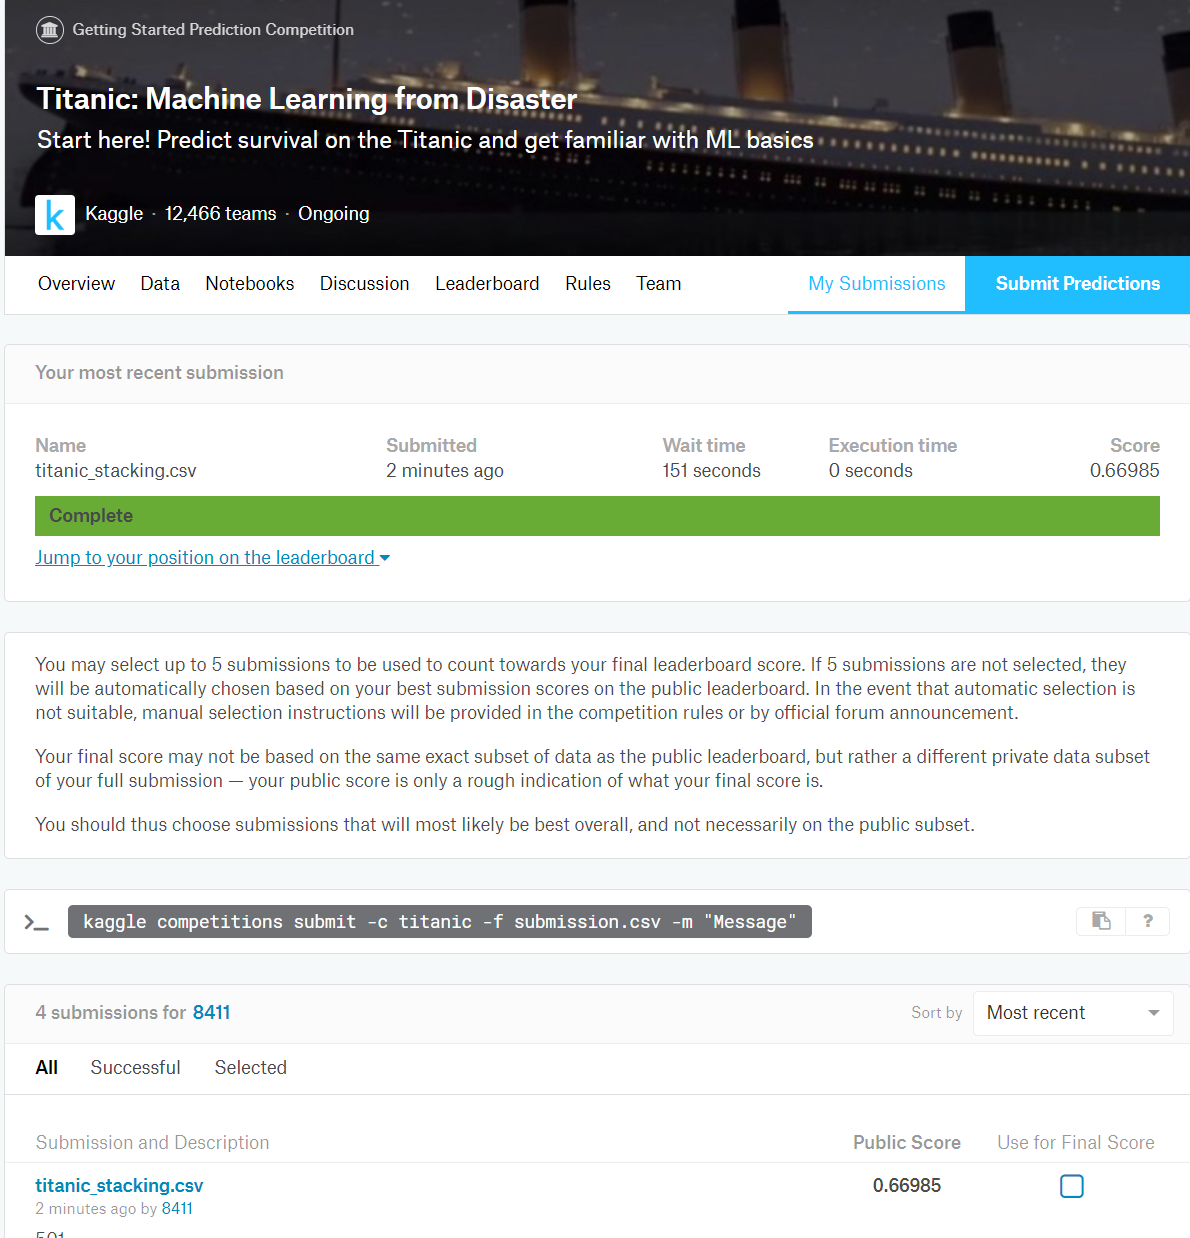 Getting Started Prediction Competition
Titanic: Machine Learning from Disaster
Start here! Predict survival on the Titanic and get familiar with ML basics
k Kaggle · 12,466 teams · Ongoing
Overview Data Notebooks Discussion Leaderboard Rules Team My Submissions Submit Predictions
Your most recent submission
Name Submitted Wait time Execution time Score
titanic_stacking.csv 2 minutes ago 151 seconds 0 seconds 0.66985
Complete
Jump to your position on the leaderboard
You may select up to 5 submissions to be used to count towards your final leaderboard score. If 5 submissions are not selected, they
will be automatically chosen based on your best submission scores on the public leaderboard. In the event that automatic selection is
not suitable, manual selection instructions will be provided in the competition rules or by official forum announcement.
Your final score may not be based on the same exact subset of data as the public leaderboard, but rather a different private data subset
of your full submission — your public score is only a rough indication of what your final score is.
You should thus choose submissions that will most likely be best overall, and not necessarily on the public subset.
>_ kaggle competitions submit -c titanic -f submission.csv -m "Message" ?
4 submissions for 8411 Sort by Most recent
All Successful Selected
Submission and Description Public Score Use for Final Score
titanic_stacking.csv 0.66985
2 minutes ago by 8411